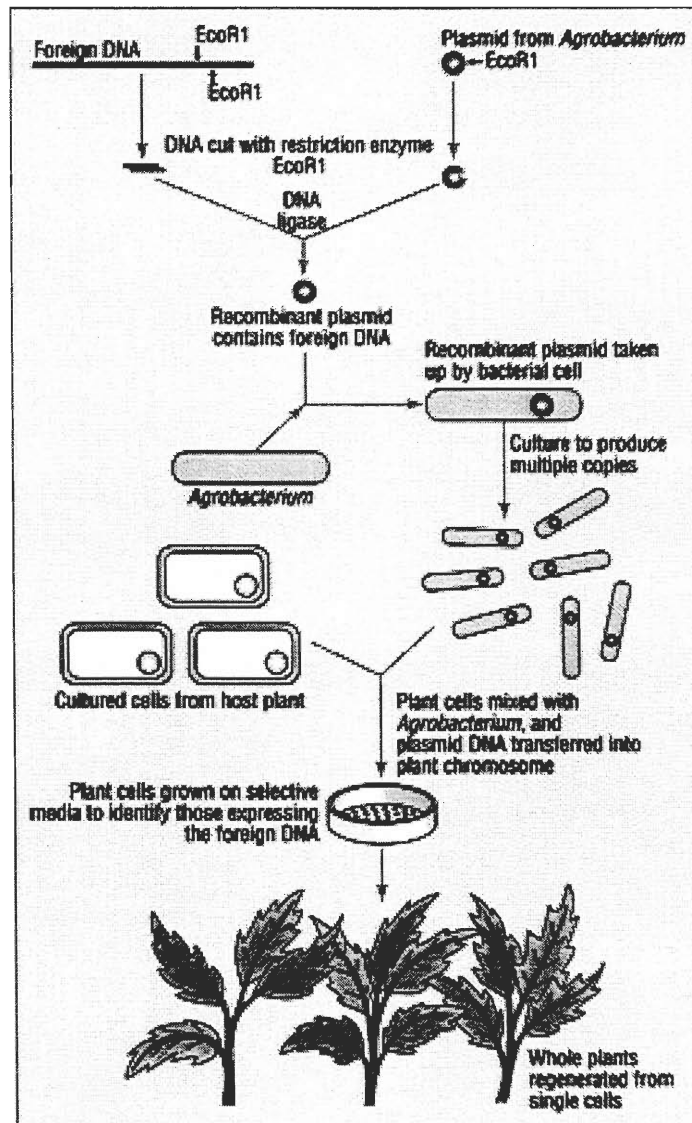 EcoR1
Foreign DNA
EcoR1
Plasmid from Agrobacterium
EcoR1
DNA cut with restriction enzyme
EcoR1
DNA
ligase
Recombinant plasmid
contains foreign DNA
Recombinant plasmid taken
up by bacterial cell
Agrobacterium
Culture to produce
multiple copies
Cultured cells from host plant
Plant cells mixed with
Agrobacterium, and
plasmid DNA transferred into
plant chromosome
Plant cells grown on selective
media to identify those expressing
the foreign DNA
Whole plants
regenerated from
single cells